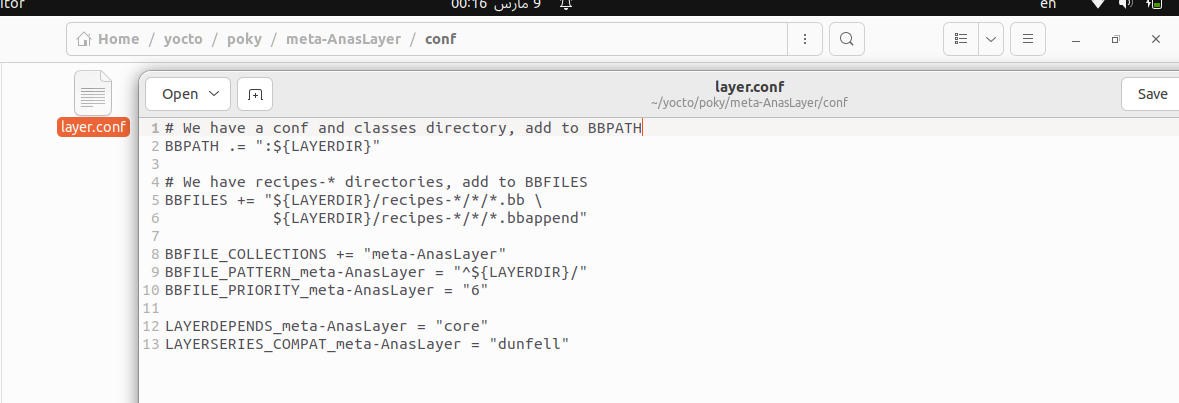 itor
9 مارس 00:16
en
Home / yocto / poky / meta-AnasLayer / conf
layer.conf
Open
layer.conf
~/yocto/poky/meta-AnasLayer/conf
Save
1 # We have a conf and classes directory, add to BBPATH
2 BBPATH .= ":${LAYERDIR}"
3
4 # We have recipes-* directories, add to BBFILES
5 BBFILES += "${LAYERDIR}/recipes-*/*/*.bb \
6             ${LAYERDIR}/recipes-*/*/*.bbappend"
7
8 BBFILE_COLLECTIONS += "meta-AnasLayer"
9 BBFILE_PATTERN_meta-AnasLayer = "^${LAYERDIR}/"
10 BBFILE_PRIORITY_meta-AnasLayer = "6"
11
12 LAYERDEPENDS_meta-AnasLayer = "core"
13 LAYERSERIES_COMPAT_meta-AnasLayer = "dunfell"